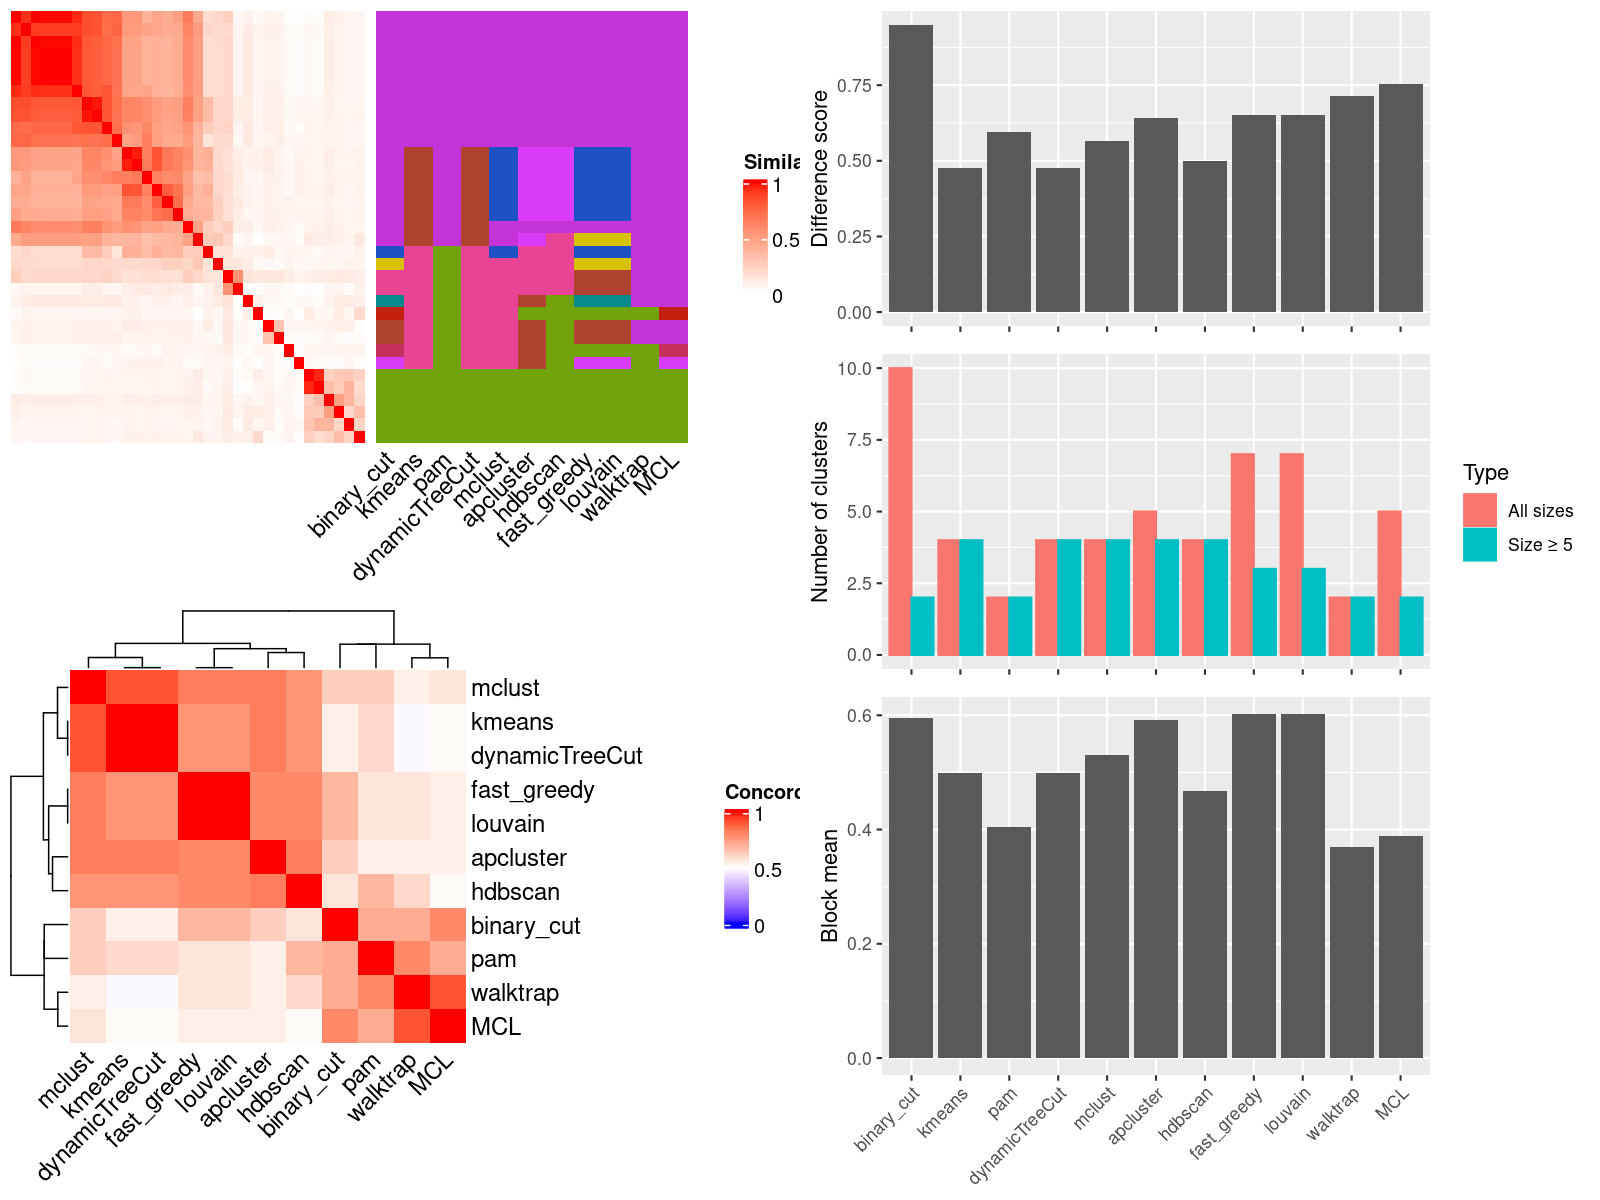 Simila
1
0.5
0
binary_cut
kmeans
pam
dynamicTreeCut
mclust
apcluster
hdbscan
fast_greedy
louvain
walktrap
MCL
mclust
kmeans
dynamicTreeCut
fast_greedy
louvain
apcluster
hdbscan
binary_cut
pam
walktrap
MCL
mclust
kmeans
dynamicTreeCut
fast_greedy
louvain
apcluster
hdbscan
binary_cut
pam
walktrap
MCL
Concord
1
0.5
0
Difference score
0.75
0.50
0.25
0.00
Number of clusters
10.0
7.5
5.0
2.5
0.0
Type
All sizes
Size ≥ 5
Block mean
0.6
0.4
0.2
0.0
binary_cut
kmeans
pam
dynamicTreeCut
mclust
apcluster
hdbscan
fast_greedy
louvain
walktrap
MCL